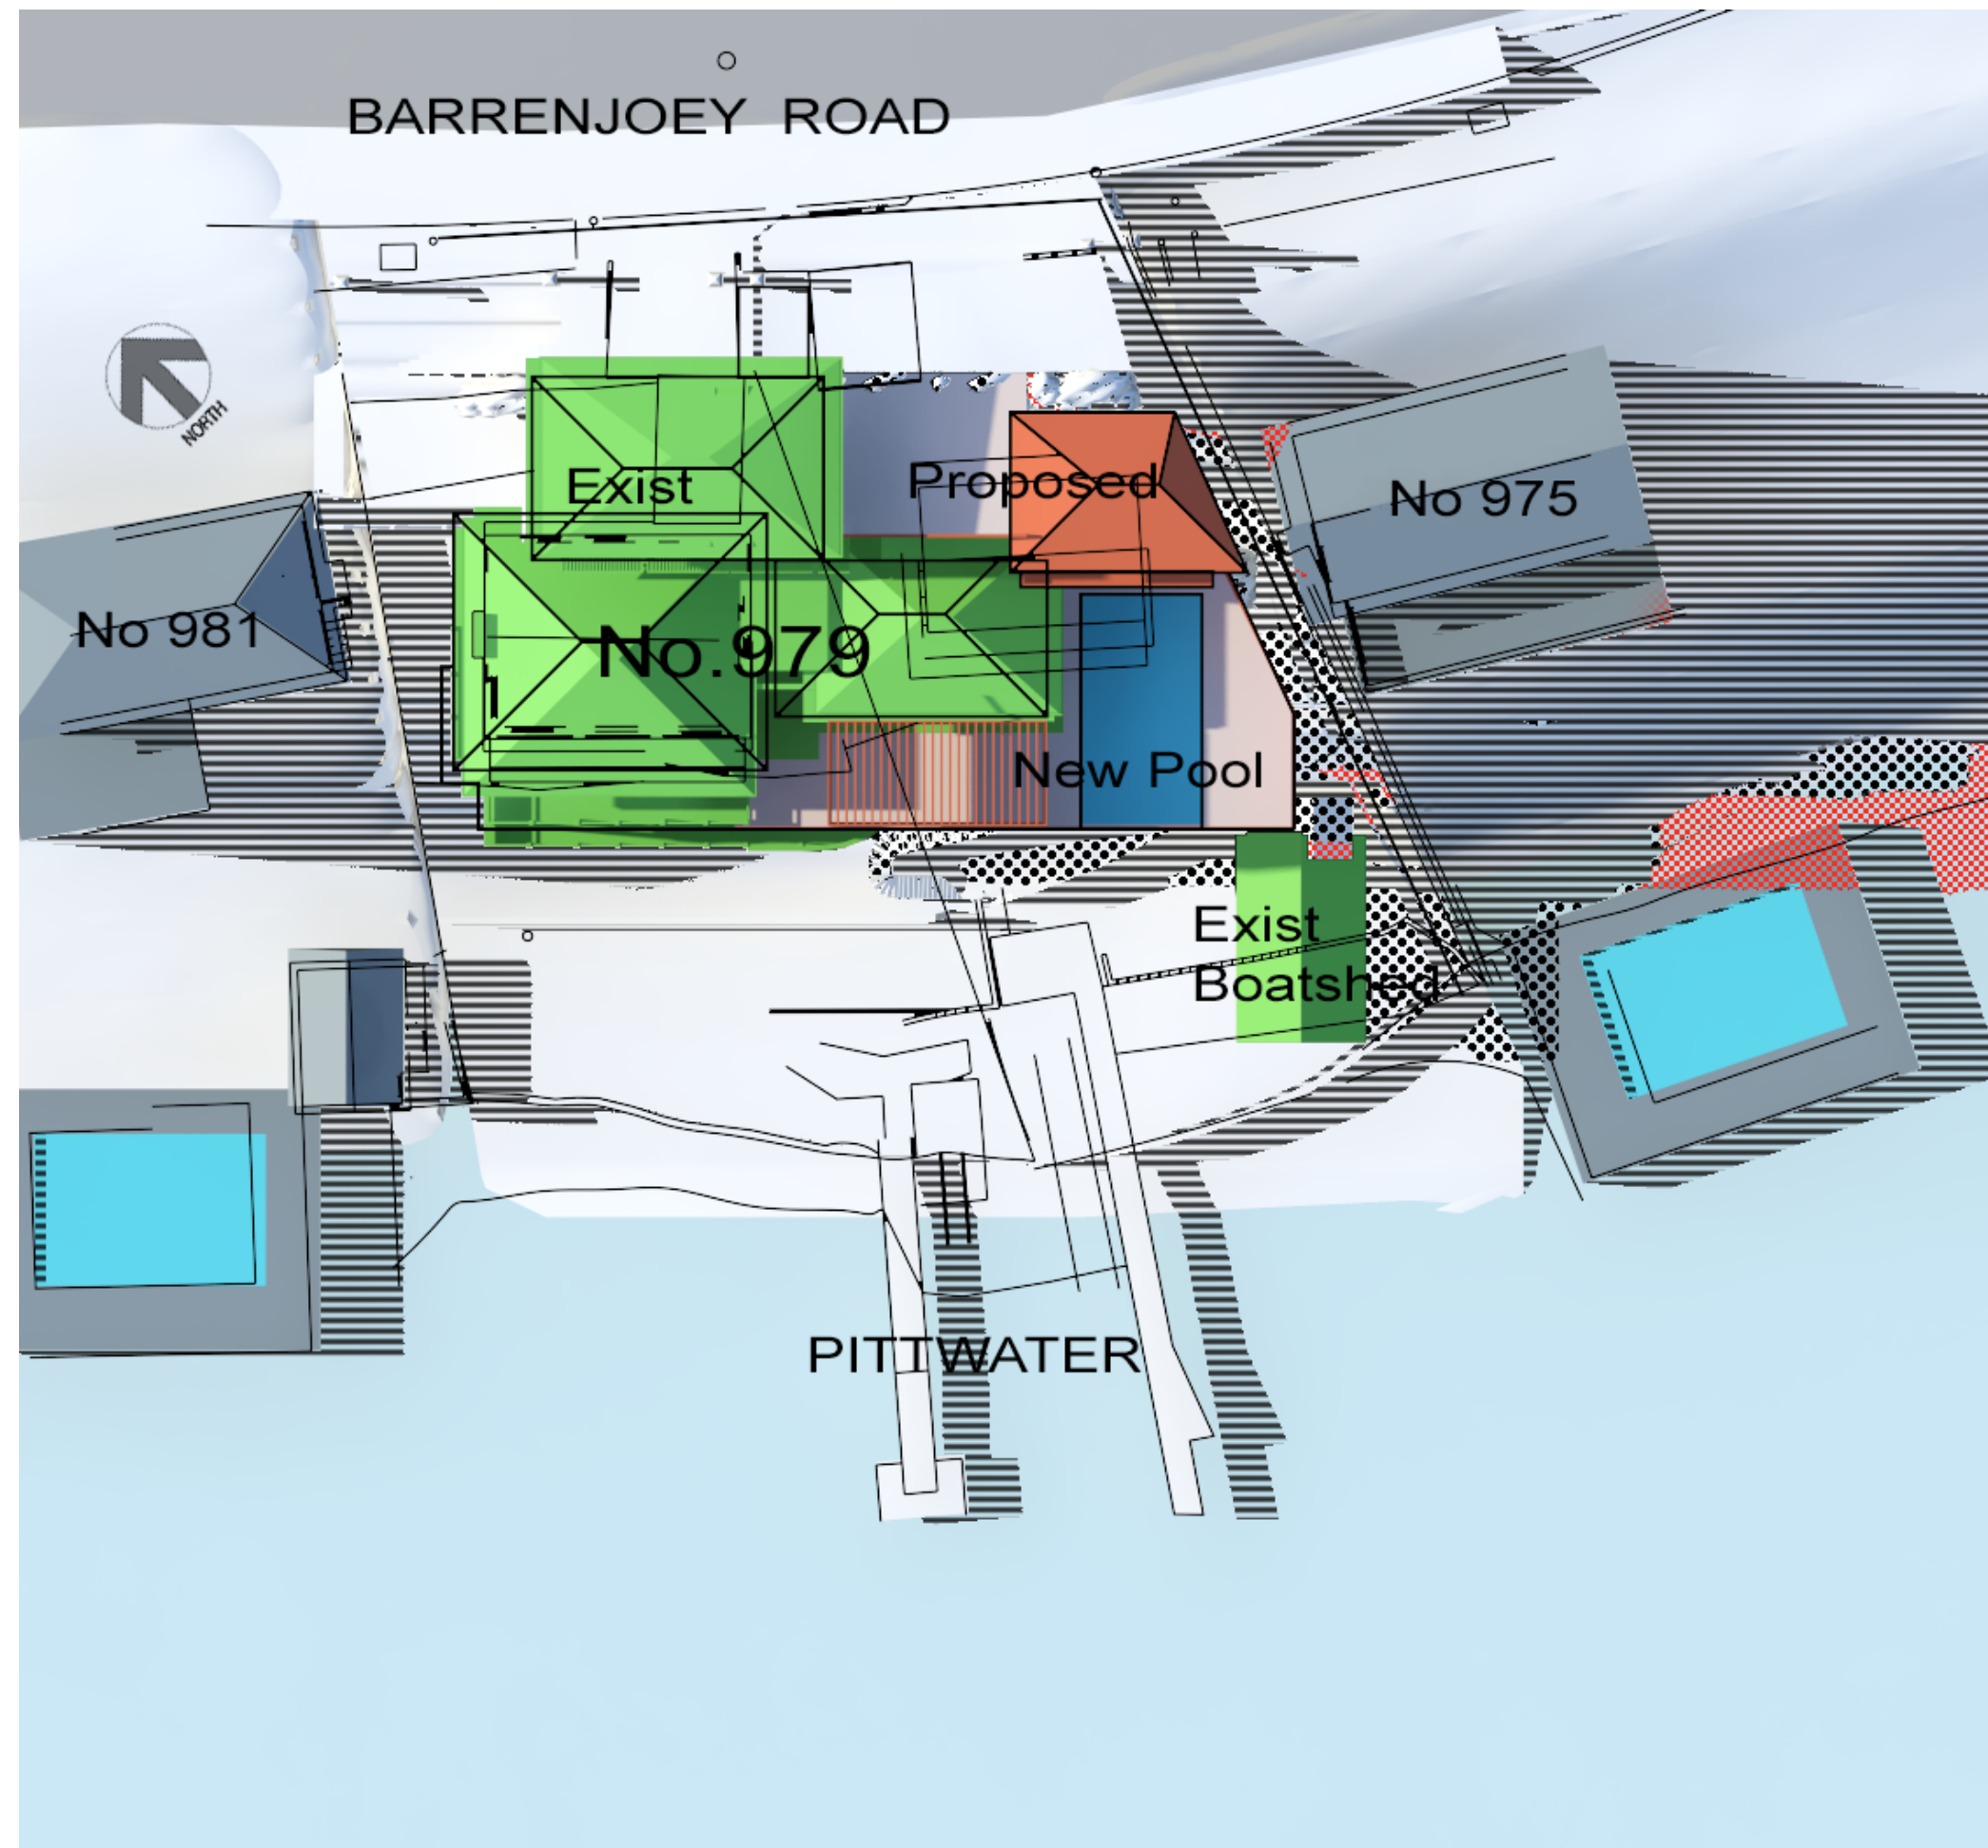 BARRENJOEY ROAD
NORTH
Exist
Proposed
No 975
No 981
No.979
New Pool
Exist
Boatshed
PITTWATER